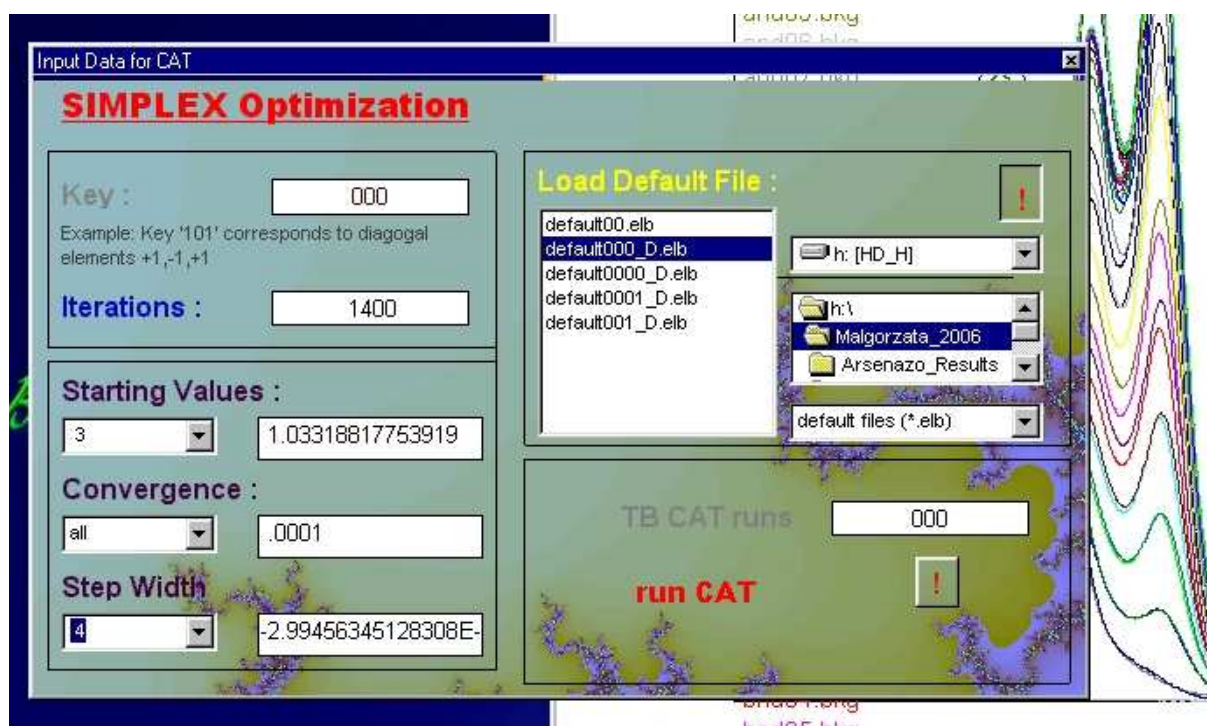 Input Data for CAT
SIMPLEX Optimization
Key :
000
Example: Key '101' corresponds to diagogal
elements +1,-1,+1
Iterations :
1400
Starting Values :
3
1.03318817753919
Convergence :
all
.0001
Step Width
4
-2.99456345128308E-
Load Default File :
!
default00.elb
default000_D.elb
default0000_D.elb
default0001_D.elb
default001_D.elb
h: [HD_H]
h:\
Malgorzata_2006
Arsenazo_Results
default files (*.elb)
TB CAT runs
000
run CAT
!